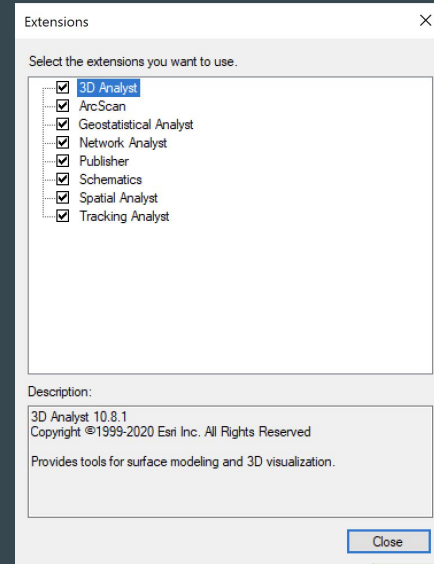 Extensions
Select the extensions you want to use.
3D Analyst
ArcScan
Geostatistical Analyst
Network Analyst
Publisher
Schematics
Spatial Analyst
Tracking Analyst
Description:
3D Analyst 10.8.1
Copyright ©1999-2020 Esri Inc. All Rights Reserved
Provides tools for surface modeling and 3D visualization.
Close